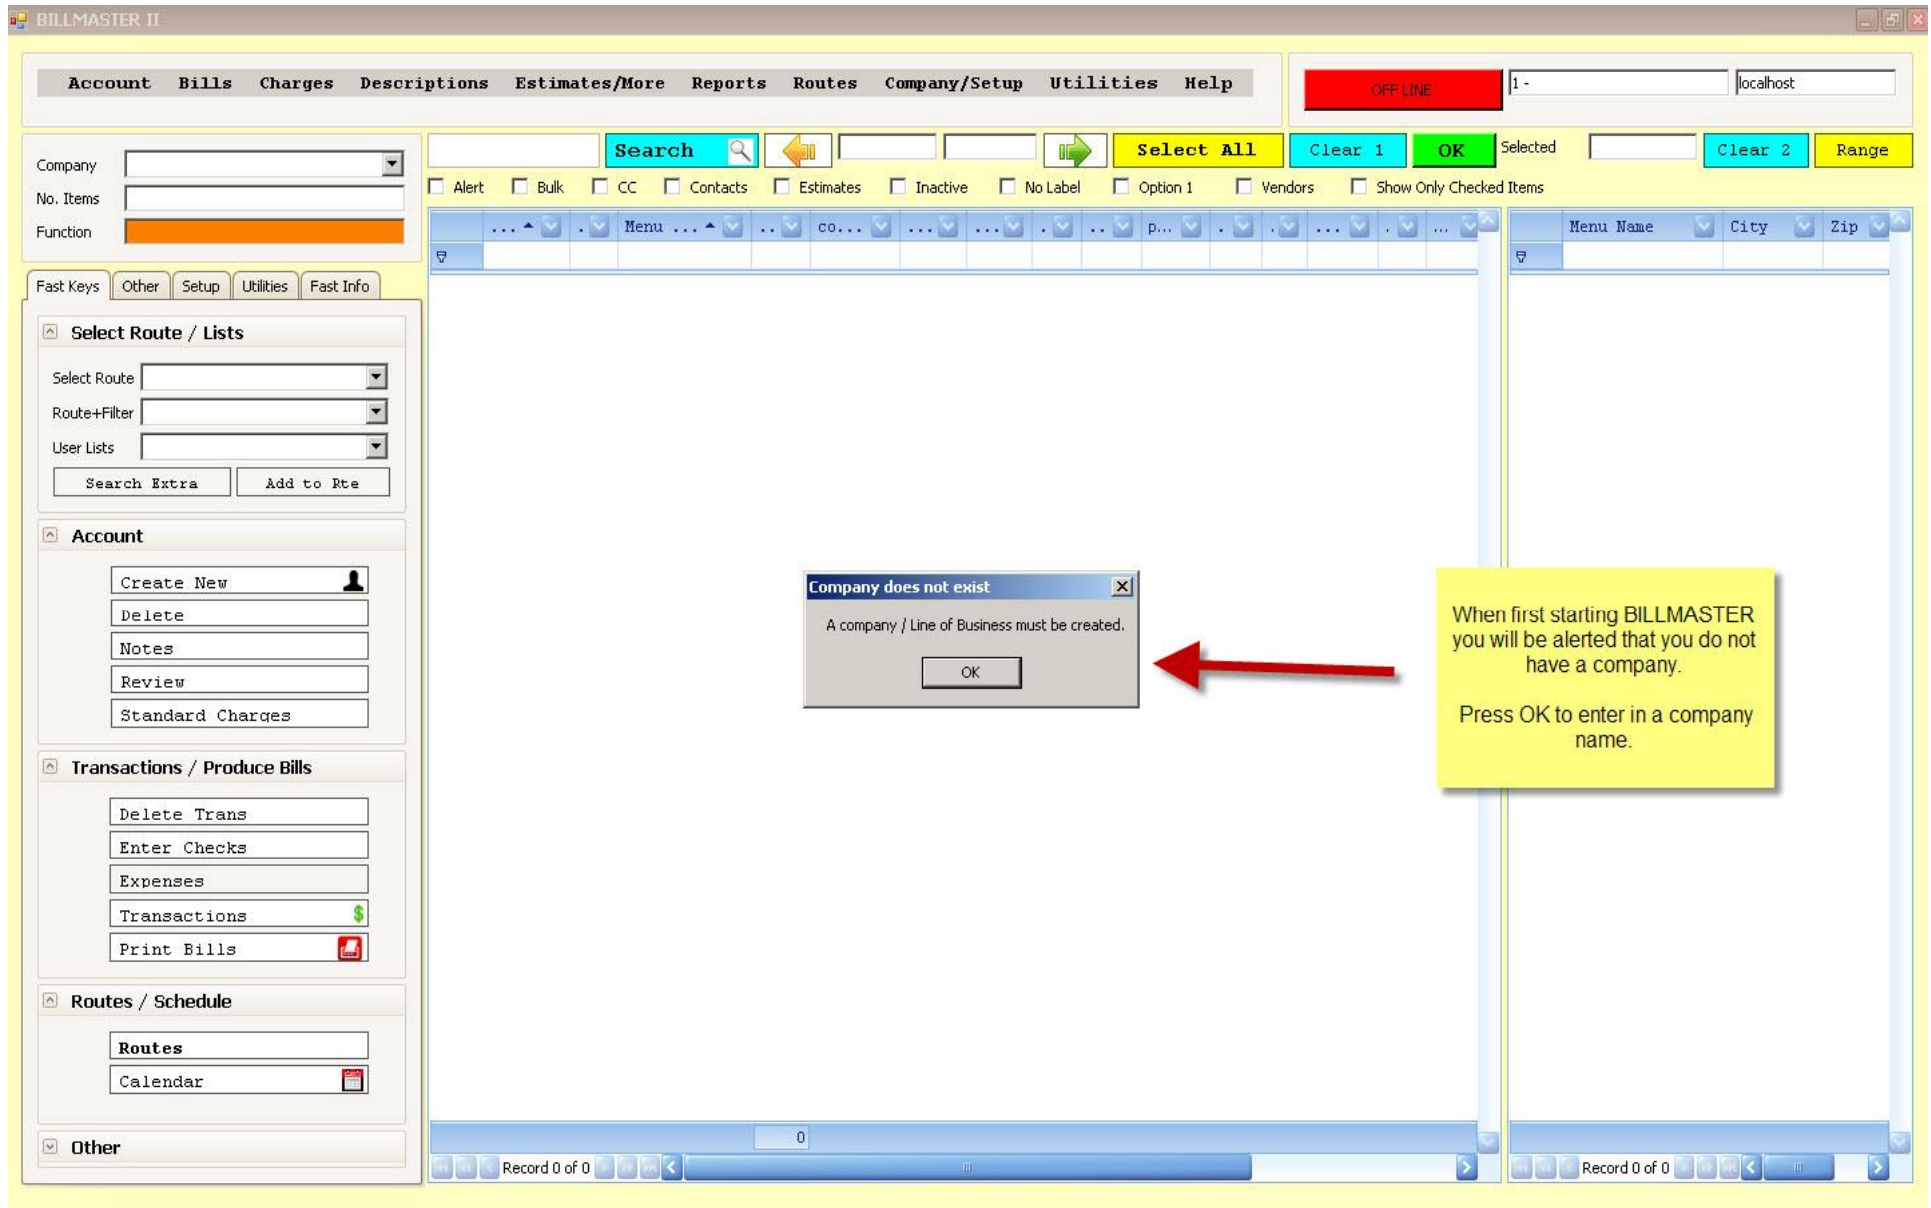 BILLMASTER II
Account Bills Charges Descriptions Estimates/More Reports Routes Company/Setup Utilities Help
OFF LINE
1 -
localhost
Company
No. Items
Function
Search
Select All
Clear 1
OK
Selected
Clear 2
Range
Alert Bulk CC Contacts Estimates Inactive No Label Option 1 Vendors Show Only Checked Items
... . Menu ... .. co... ... ... . .. p... . . ... . ...
Menu Name City Zip
Fast Keys Other Setup Utilities Fast Info
Select Route / Lists
Select Route
Route+Filter
User Lists
Search Extra Add to Rte
Account
Create New
Delete
Notes
Review
Standard Charges
Transactions / Produce Bills
Delete Trans
Enter Checks
Expenses
Transactions $
Print Bills
Routes / Schedule
Routes
Calendar
Other
Company does not exist
A company / Line of Business must be created.
OK
When first starting BILLMASTER
you will be alerted that you do not
have a company.
Press OK to enter in a company
name.
0
Record 0 of 0
Record 0 of 0